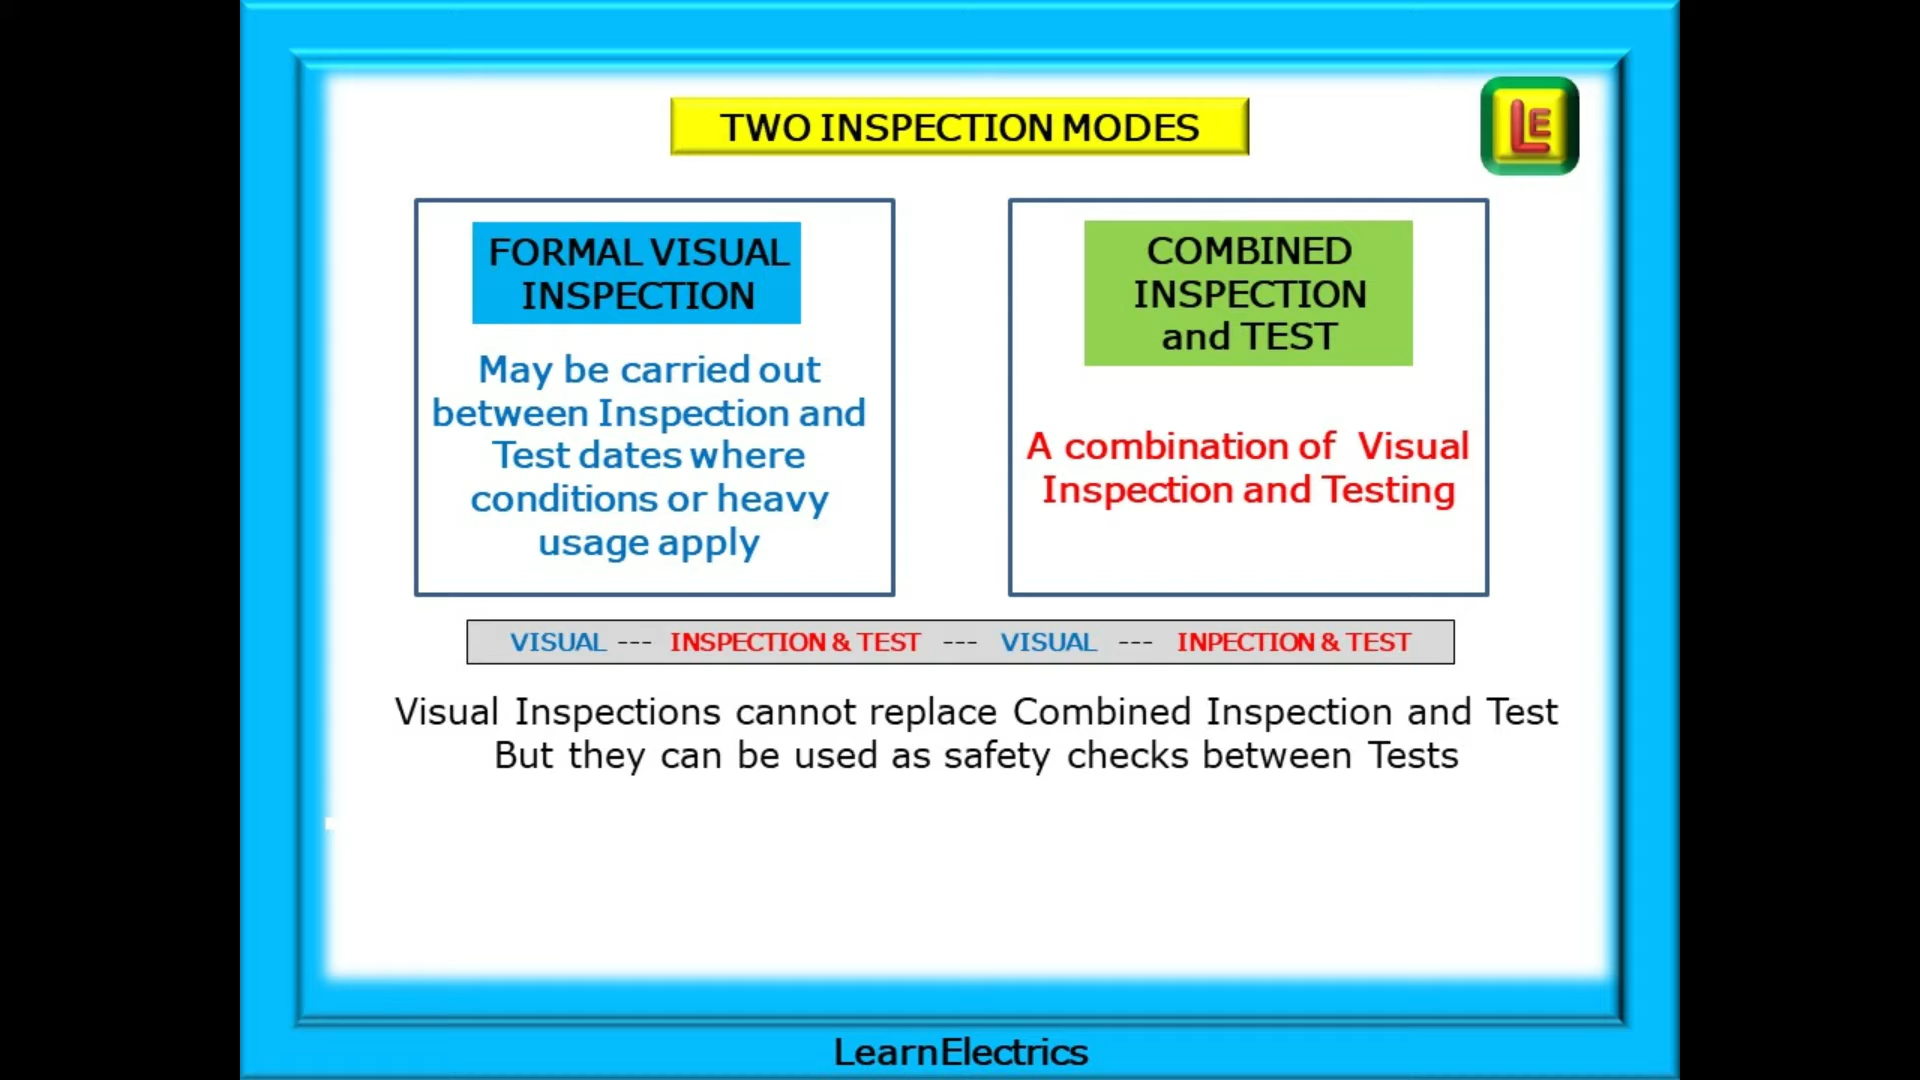 TWO INSPECTION MODES
LE
FORMAL VISUAL
INSPECTION
May be carried out
between Inspection and
Test dates where
conditions or heavy
usage apply
COMBINED
INSPECTION
and TEST
A combination of Visual
Inspection and Testing
VISUAL --- INSPECTION & TEST --- VISUAL --- INPECTION & TEST
Visual Inspections cannot replace Combined Inspection and Test
But they can be used as safety checks between Tests
LearnElectrics